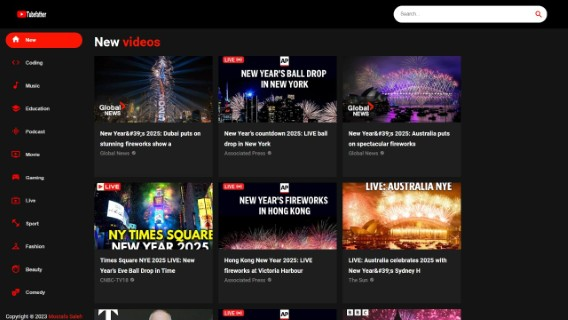 Tubefather
Search...
New
Coding
Music
Education
Podcast
Movie
Gaming
Live
Sport
Fashion
Beauty
Comedy
Copyright © 2023
New videos
Global
NEWS
New Year&#39;s 2025: Dubai puts on
stunning fireworks show a
Global News
LIVE
AP
NEW YEAR'S BALL DROP
IN NEW YORK
New Year's countdown 2025: LIVE ball
drop in New York
Associated Press
Global
NEWS
New Year&#39;s 2025: Australia puts
on spectacular fireworks
Global News
LIVE
NY TIMES SQUARE
NEW YEAR 2025
Times Square NYE 2025 LIVE: New
Year's Eve Ball Drop in Time
CNBC-TV18
LIVE
AP
NEW YEAR'S FIREWORKS
IN HONG KONG
Hong Kong New Year 2025: LIVE
fireworks at Victoria Harbour
Associated Press
LIVE: AUSTRALIA NYE
LIVE: Australia celebrates 2025 with
New Year&#39;s Sydney H
The Sun
T
LIVE
AP
BBC